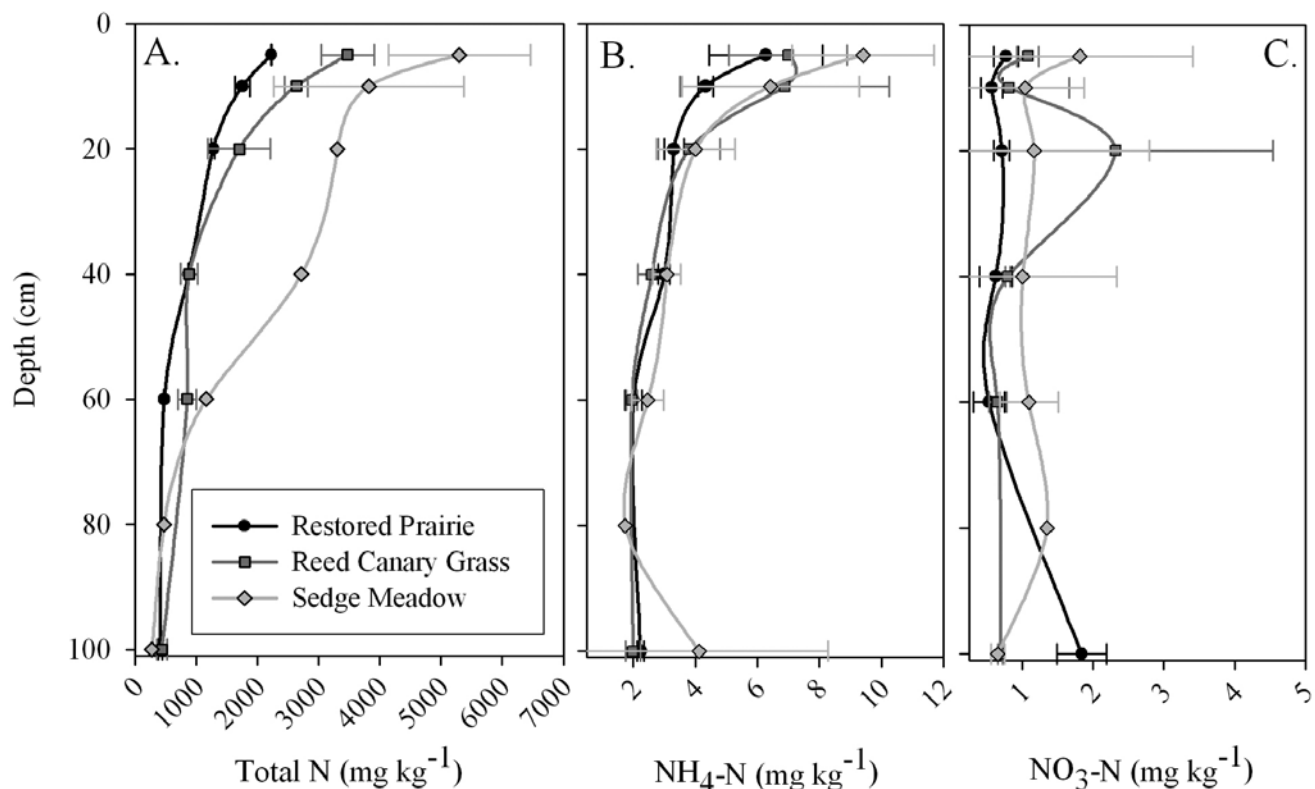 A.
B.
C.
0
20
40
60
80
100
Depth (cm)
Restored Prairie
Reed Canary Grass
Sedge Meadow
0 1000 2000 3000 4000 5000 6000 7000
2 4 6 8 10 12
1 2 3 4 5
Total N (mg kg⁻¹)
NH₄-N (mg kg⁻¹)
NO₃-N (mg kg⁻¹)